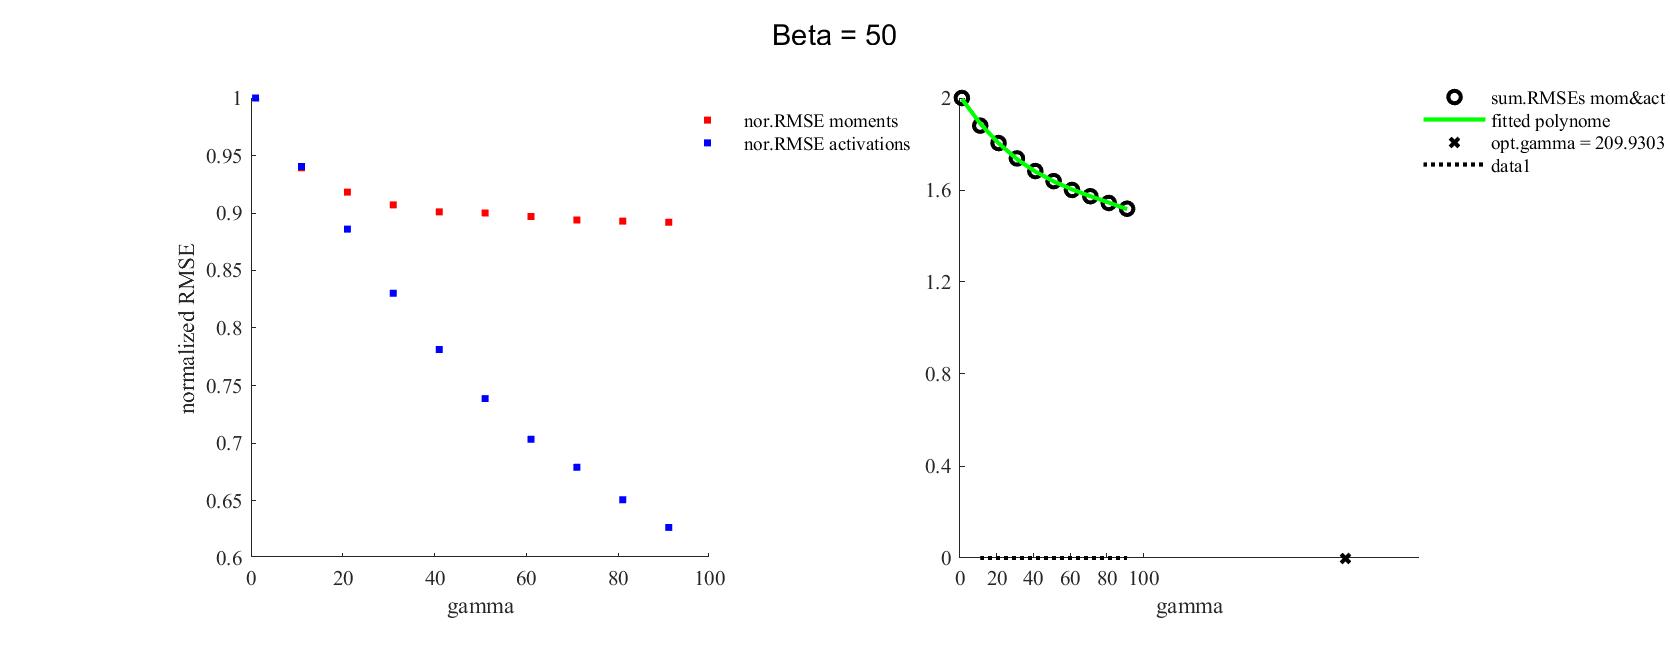 Beta = 50
1
0.95
0.9
0.85
0.8
0.75
0.7
0.65
0.6
normalized RMSE
0 20 40 60 80 100
gamma
nor.RMSE moments
nor.RMSE activations
2
1.6
1.2
0.8
0.4
0
0 20 40 60 80 100
gamma
sum.RMSEs mom&act
fitted polynome
opt.gamma = 209.9303
data1